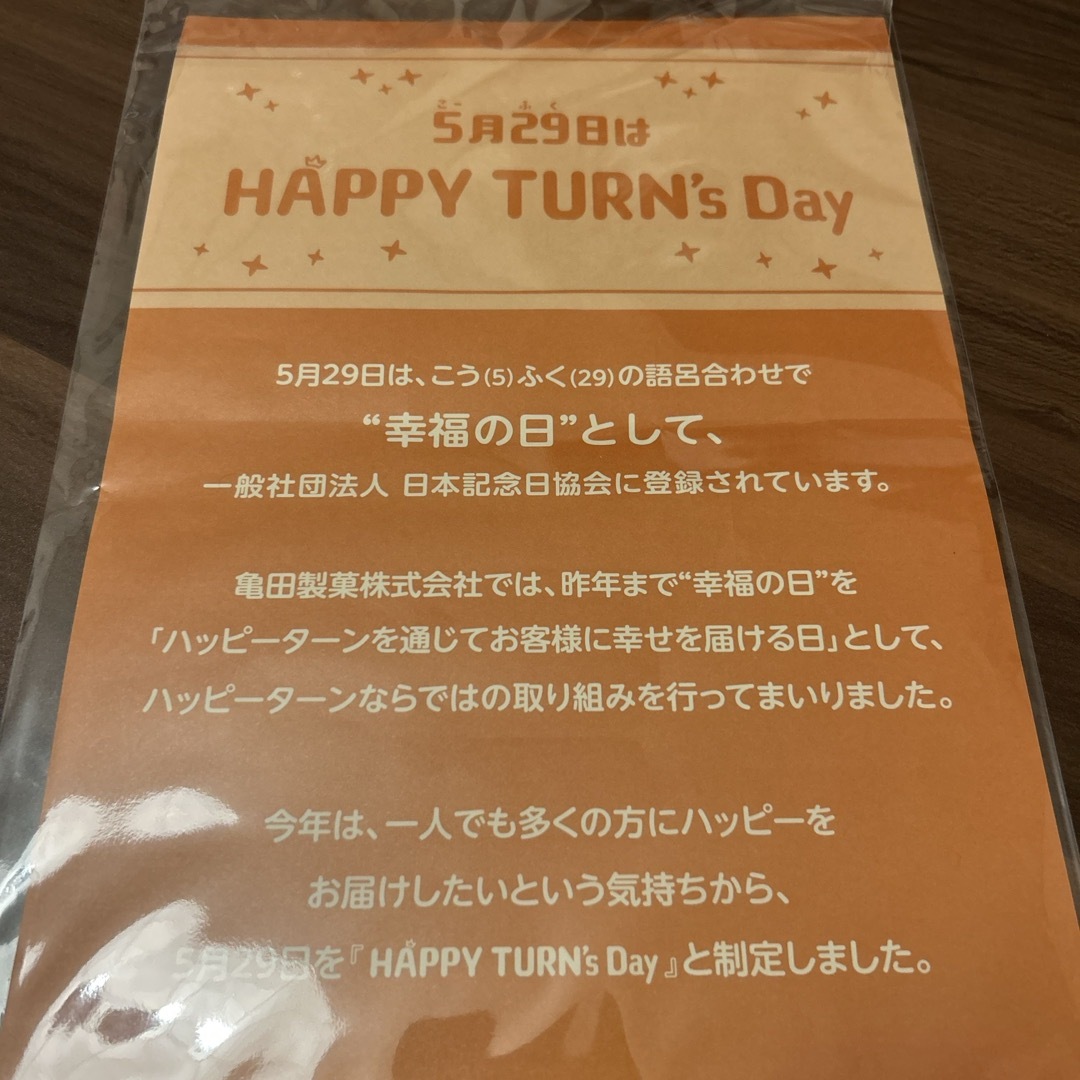 こーふく
5月29日は
HAPPY TURN's Day
5月29日は、こう(5)ふく(29)の語呂合わせで
“幸福の日”として、
一般社団法人 日本記念日協会に登録されています。
亀田製菓株式会社では、昨年まで“幸福の日”を
「ハッピーターンを通じてお客様に幸せを届ける日」として、
ハッピーターンならではの取り組みを行ってまいりました。
今年は、一人でも多くの方にハッピーを
お届けしたいという気持ちから、
5月29日を『HAPPY TURN's Day』と制定しました。